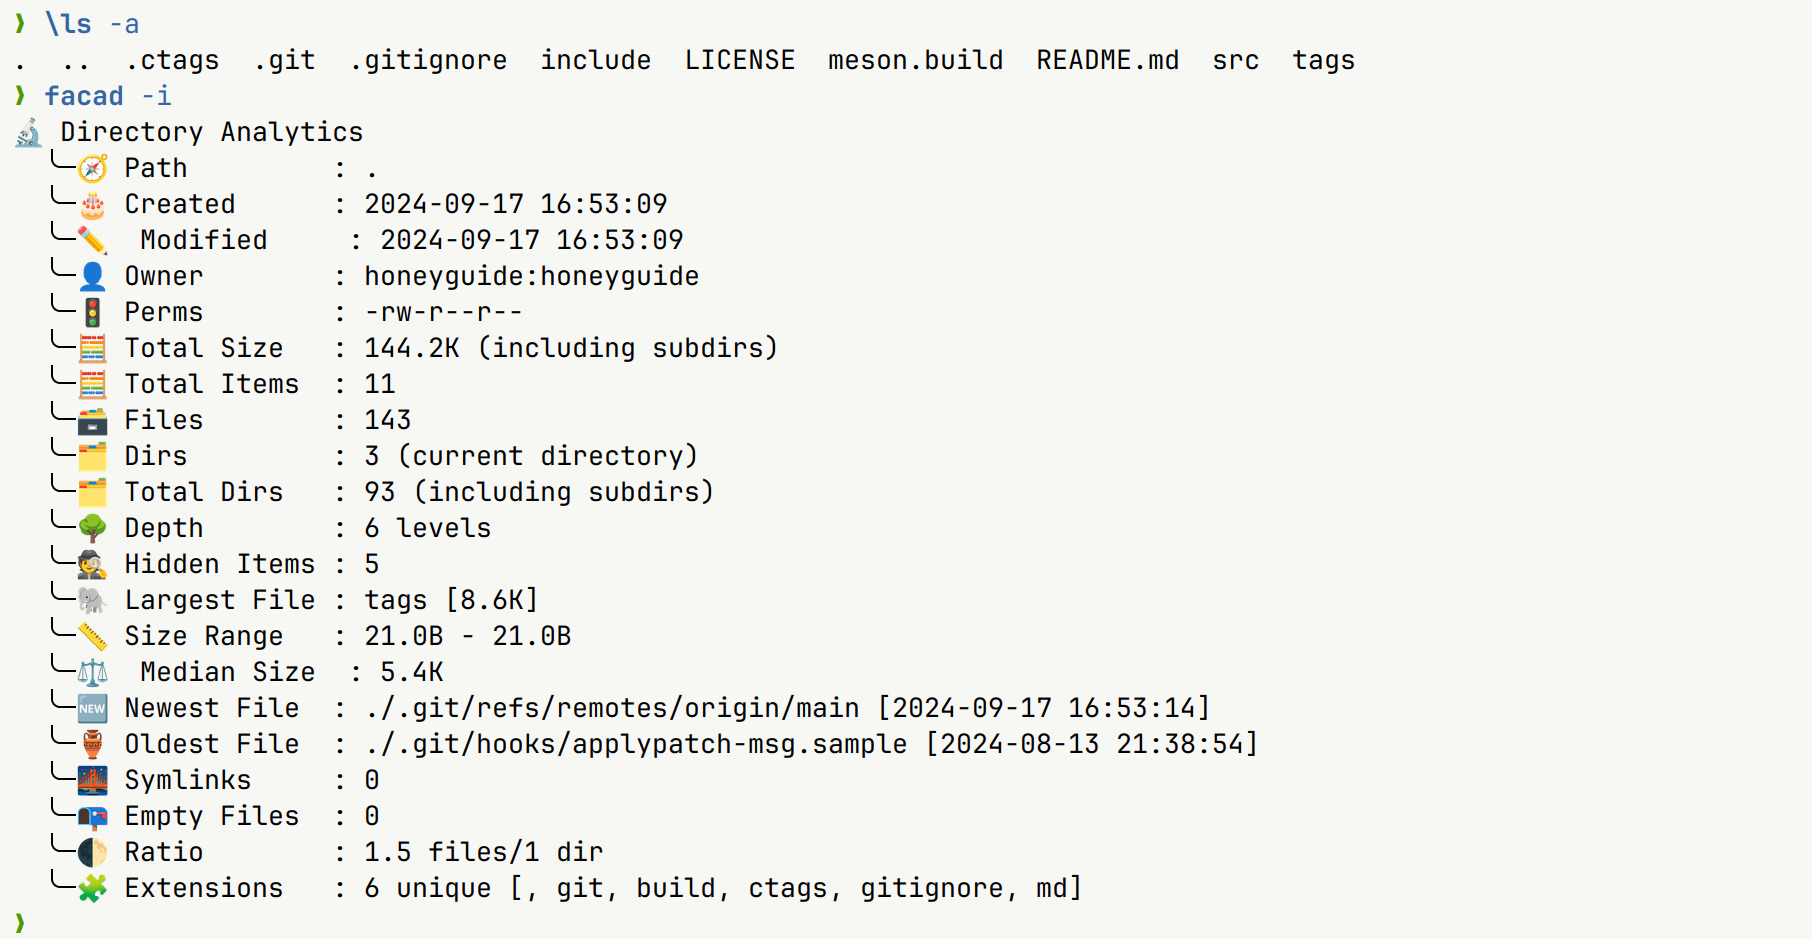 ❯ \ls -a
.  ..  .ctags  .git  .gitignore  include  LICENSE  meson.build  README.md  src  tags
❯ facad -i
🔬 Directory Analytics
╰─🧭 Path         : .
╰─🎂 Created      : 2024-09-17 16:53:09
╰─✏️  Modified     : 2024-09-17 16:53:09
╰─👤 Owner        : honeyguide:honeyguide
╰─🚦 Perms        : -rw-r--r--
╰─🧮 Total Size   : 144.2K (including subdirs)
╰─🧮 Total Items  : 11
╰─🗃️ Files        : 143
╰─🗂️ Dirs         : 3 (current directory)
╰─🗂️ Total Dirs   : 93 (including subdirs)
╰─🌳 Depth        : 6 levels
╰─🕵️ Hidden Items : 5
╰─🐘 Largest File : tags [8.6K]
╰─📏 Size Range   : 21.0B - 21.0B
╰─⚖️  Median Size  : 5.4K
╰─🆕 Newest File  : ./.git/refs/remotes/origin/main [2024-09-17 16:53:14]
╰─🏺 Oldest File  : ./.git/hooks/applypatch-msg.sample [2024-08-13 21:38:54]
╰─🌉 Symlinks     : 0
╰─📭 Empty Files  : 0
╰─🌓 Ratio        : 1.5 files/1 dir
╰─🧩 Extensions   : 6 unique [, git, build, ctags, gitignore, md]
❯